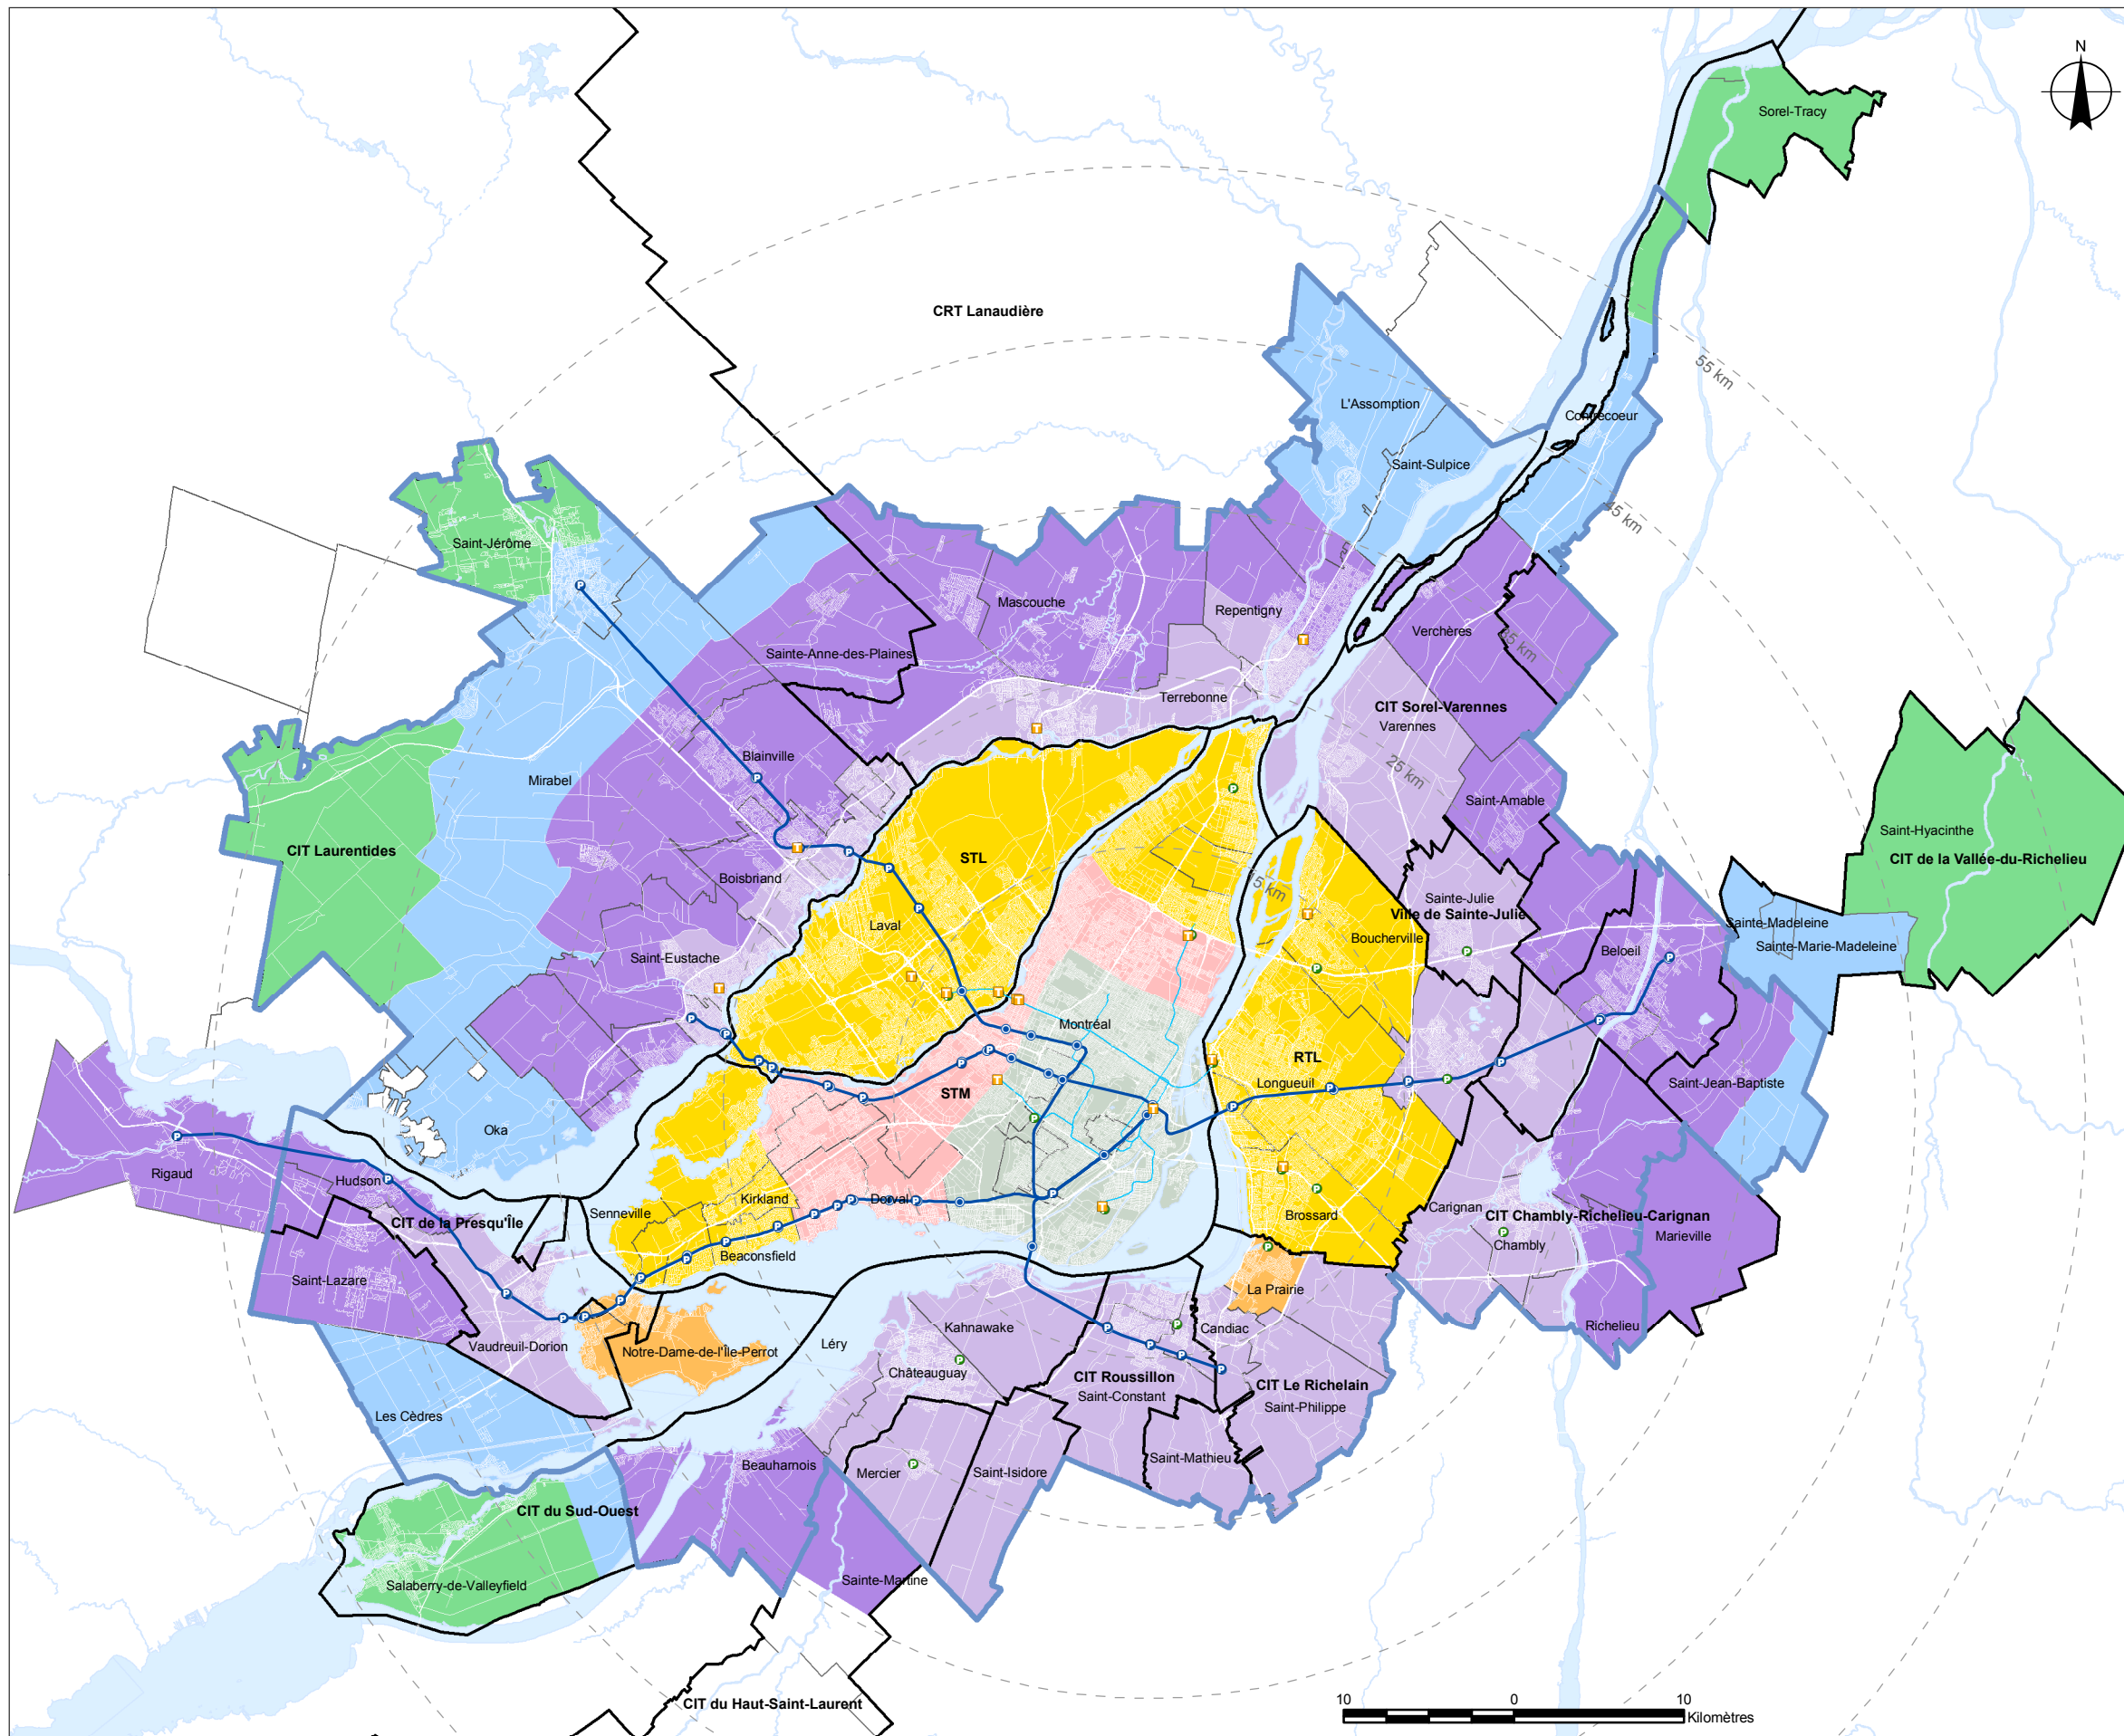 N
Sorel-Tracy
CRT Lanaudière
55 km
L'Assomption
Contrecoeur
Saint-Sulpice
45 km
Saint-Jérôme
Mascouche
Repentigny
Verchères
35 km
Sainte-Anne-des-Plaines
Terrebonne
CIT Sorel-Varennes
Varennes
Blainville
25 km
Mirabel
Saint-Amable
Saint-Hyacinthe
CIT Laurentides
STL
CIT de la Vallée-du-Richelieu
Boisbriand
15 km
Sainte-Julie
Ville de Sainte-Julie
Laval
Sainte-Madeleine
Boucherville
Sainte-Marie-Madeleine
Beloeil
Saint-Eustache
Montréal
RTL
Longueuil
Saint-Jean-Baptiste
STM
Oka
Rigaud
Hudson
Kirkland
Dorval
Senneville
CIT de la Presqu'Île
Carignan
Brossard
CIT Chambly-Richelieu-Carignan
Marieville
Chambly
Beaconsfield
Saint-Lazare
La Prairie
Kahnawake
Candiac
Richelieu
Léry
Vaudreuil-Dorion
Notre-Dame-de-l'Île-Perrot
Châteauguay
CIT Roussillon
CIT Le Richelain
Saint-Constant
Saint-Philippe
Les Cèdres
Saint-Mathieu
Beauharnois
Mercier
Saint-Isidore
CIT du Sud-Ouest
Sainte-Martine
Salaberry-de-Valleyfield
CIT du Haut-Saint-Laurent
10 0 10
Kilomètres